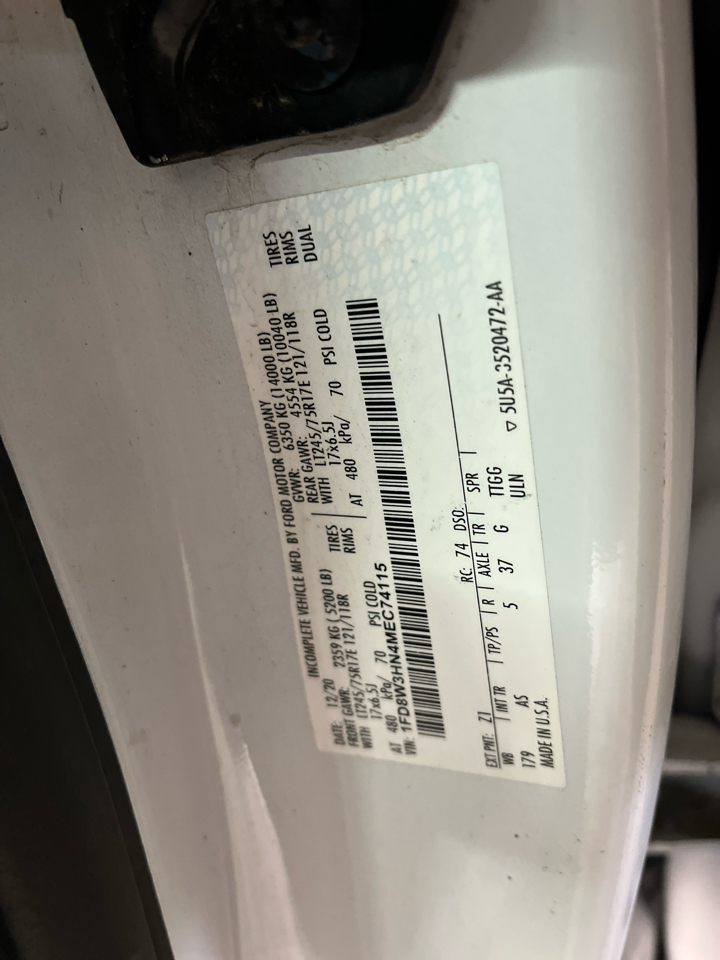 INCOMPLETE VEHICLE MFD. BY FORD MOTOR COMPANY
DATE: 12/20 GVWR: 6350 KG (14000 LB)
FRONT GAWR: 2359 KG (5200 LB) REAR GAWR: 4554 KG (10040 LB)
WITH LT245/75R17E 121/118R TIRES WITH LT245/75R17E 121/118R TIRES
17x6.5J RIMS 17x6.5J RIMS
AT 480 kPa/ 70 PSI COLD AT 480 kPa/ 70 PSI COLD DUAL
VIN: 1FD8W3HN4MEC74115
EXT PNT: Z1 RC: 74 DSO:
WB INT TR TP/PS R AXLE TR SPR
179 AS 5 37 G TTGG
MADE IN U.S.A. ULN ▽ 5U5A-3520472-AA